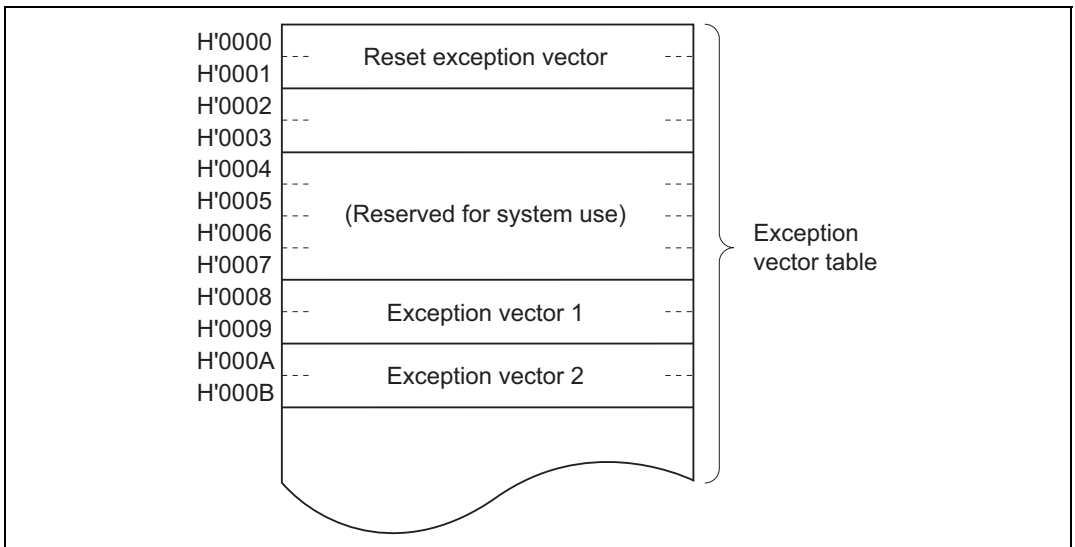 H'0000
Reset exception vector
H'0001
H'0002
H'0003
H'0004
H'0005
(Reserved for system use)
H'0006
H'0007
H'0008
Exception vector 1
H'0009
H'000A
Exception vector 2
H'000B
Exception
vector table